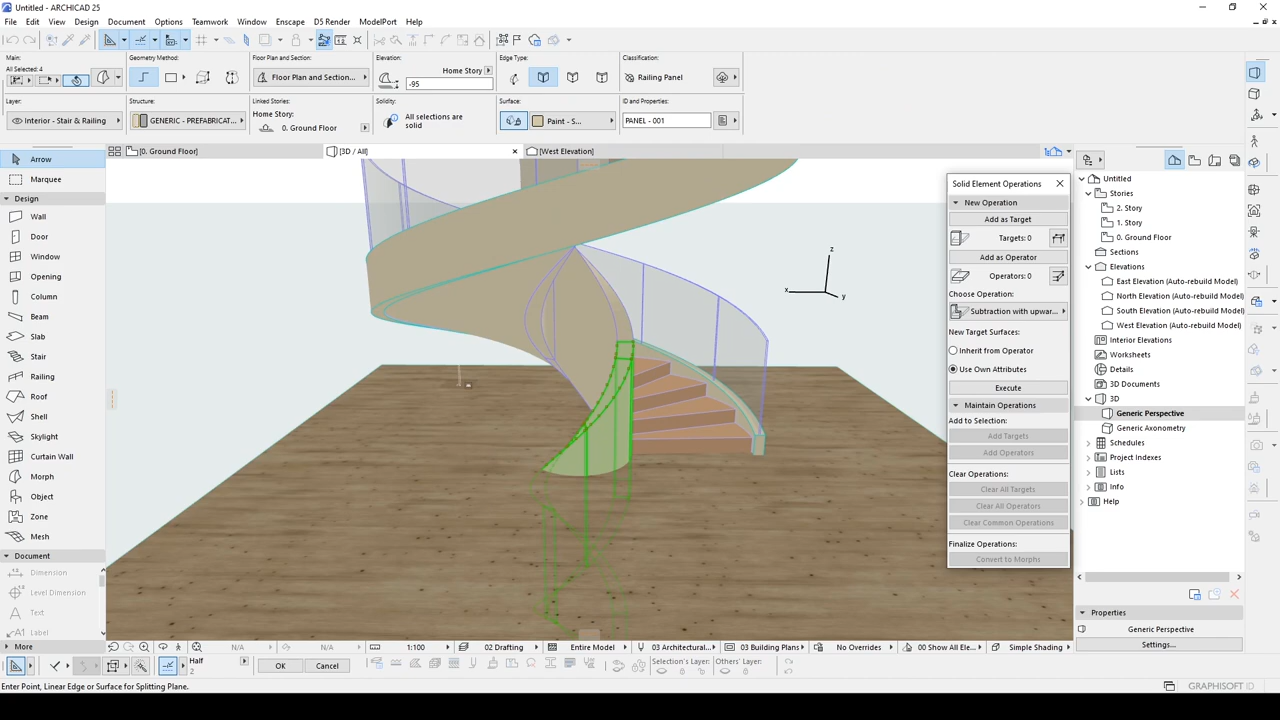 Untitled - ARCHICAD 25
File Edit View Design Document Options Teamwork Window Enscape D5 Render ModelPort Help
Main: Geometry Method: Floor Plan and Section: Elevation: Edge Type: Classification:
All Selected: 4 Floor Plan and Section... Home Story Railing Panel
-95
Layer: Structure: Linked Stories: Solidity: Surface: ID and Properties:
Interior - Stair & Railing GENERIC - PREFABRICAT... Home Story: 0. Ground Floor All selections are solid Paint - S... PANEL - 001
[0. Ground Floor] [3D / All] [West Elevation]
Arrow
Marquee
Design
Wall
Door
Window
Opening
Column
Beam
Slab
Stair
Railing
Roof
Shell
Skylight
Curtain Wall
Morph
Object
Zone
Mesh
Document
Dimension
Level Dimension
Text
Label
More
z
x
y
Solid Element Operations
New Operation
Add as Target
Targets: 0
Add as Operator
Operators: 0
Choose Operation:
Subtraction with upwar...
New Target Surfaces:
Inherit from Operator
Use Own Attributes
Execute
Maintain Operations
Add to Selection:
Add Targets
Add Operators
Clear Operations:
Clear All Targets
Clear All Operators
Clear Common Operations
Finalize Operations:
Convert to Morphs
Untitled
Stories
2. Story
1. Story
0. Ground Floor
Sections
Elevations
East Elevation (Auto-rebuild Model)
North Elevation (Auto-rebuild Model)
South Elevation (Auto-rebuild Model)
West Elevation (Auto-rebuild Model)
Interior Elevations
Worksheets
Details
3D Documents
3D
Generic Perspective
Generic Axonometry
Schedules
Project Indexes
Lists
Info
Help
Properties
Generic Perspective
Settings...
N/A N/A 1:100 02 Drafting Entire Model 03 Architectural... 03 Building Plans No Overrides 00 Show All Ele... Simple Shading
Half
2
OK Cancel Selection's Layer: Others' Layer:
Enter Point, Linear Edge or Surface for Splitting Plane.
GRAPHISOFT